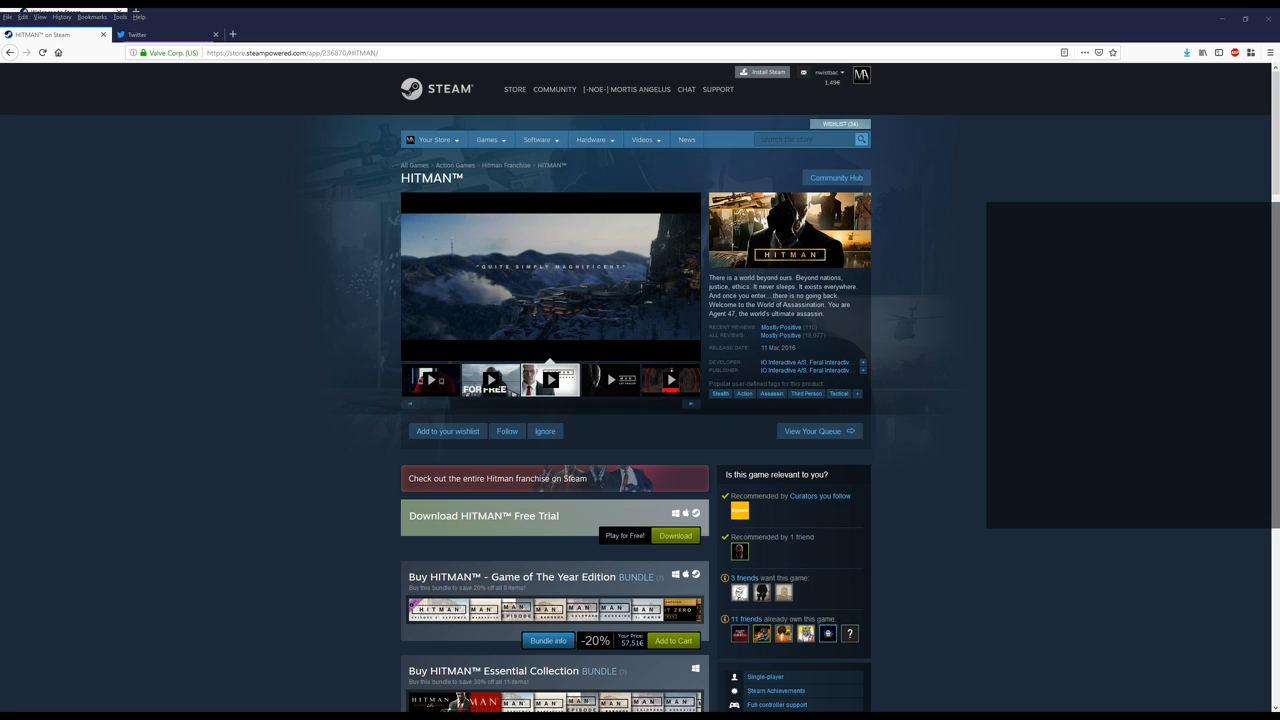 File Edit View History Bookmarks Tools Help
HITMAN™ on Steam
Twitter
Valve Corp. (US)
https://store.steampowered.com/app/236870/HITMAN/
Install Steam
1,49€
STEAM
STORE COMMUNITY [-NOE-] MORTIS ANGELUS CHAT SUPPORT
WISHLIST (34)
Your Store Games Software Hardware Videos News
search the store
All Games > Action Games > Hitman Franchise > HITMAN™
HITMAN™
Community Hub
"QUITE SIMPLY MAGNIFICENT"
HITMAN
There is a world beyond ours. Beyond nations,
justice, ethics. It never sleeps. It exists everywhere.
And once you enter....there is no going back.
Welcome to the World of Assassination. You are
Agent 47, the world's ultimate assassin.
RECENT REVIEWS: Mostly Positive (110)
ALL REVIEWS: Mostly Positive (18,077)
RELEASE DATE: 11 Mar, 2016
DEVELOPER: IO Interactive A/S, Feral Interactiv...
PUBLISHER: IO Interactive A/S, Feral Interactiv...
Popular user-defined tags for this product:
Stealth Action Assassin Third Person Tactical +
FOR FREE
Add to your wishlist Follow Ignore
View Your Queue
Check out the entire Hitman franchise on Steam
Is this game relevant to you?
Recommended by Curators you follow
Download HITMAN™ Free Trial
Play for Free! Download
Recommended by 1 friend
Buy HITMAN™ - Game of The Year Edition BUNDLE (?)
Buy this bundle to save 20% off all 9 items!
3 friends want this game:
Bundle info -20% Your Price: 57,51€ Add to Cart
11 friends already own this game:
?
Buy HITMAN™ Essential Collection BUNDLE (?)
Buy this bundle to save 30% off all 11 items!
Single-player
Steam Achievements
Full controller support